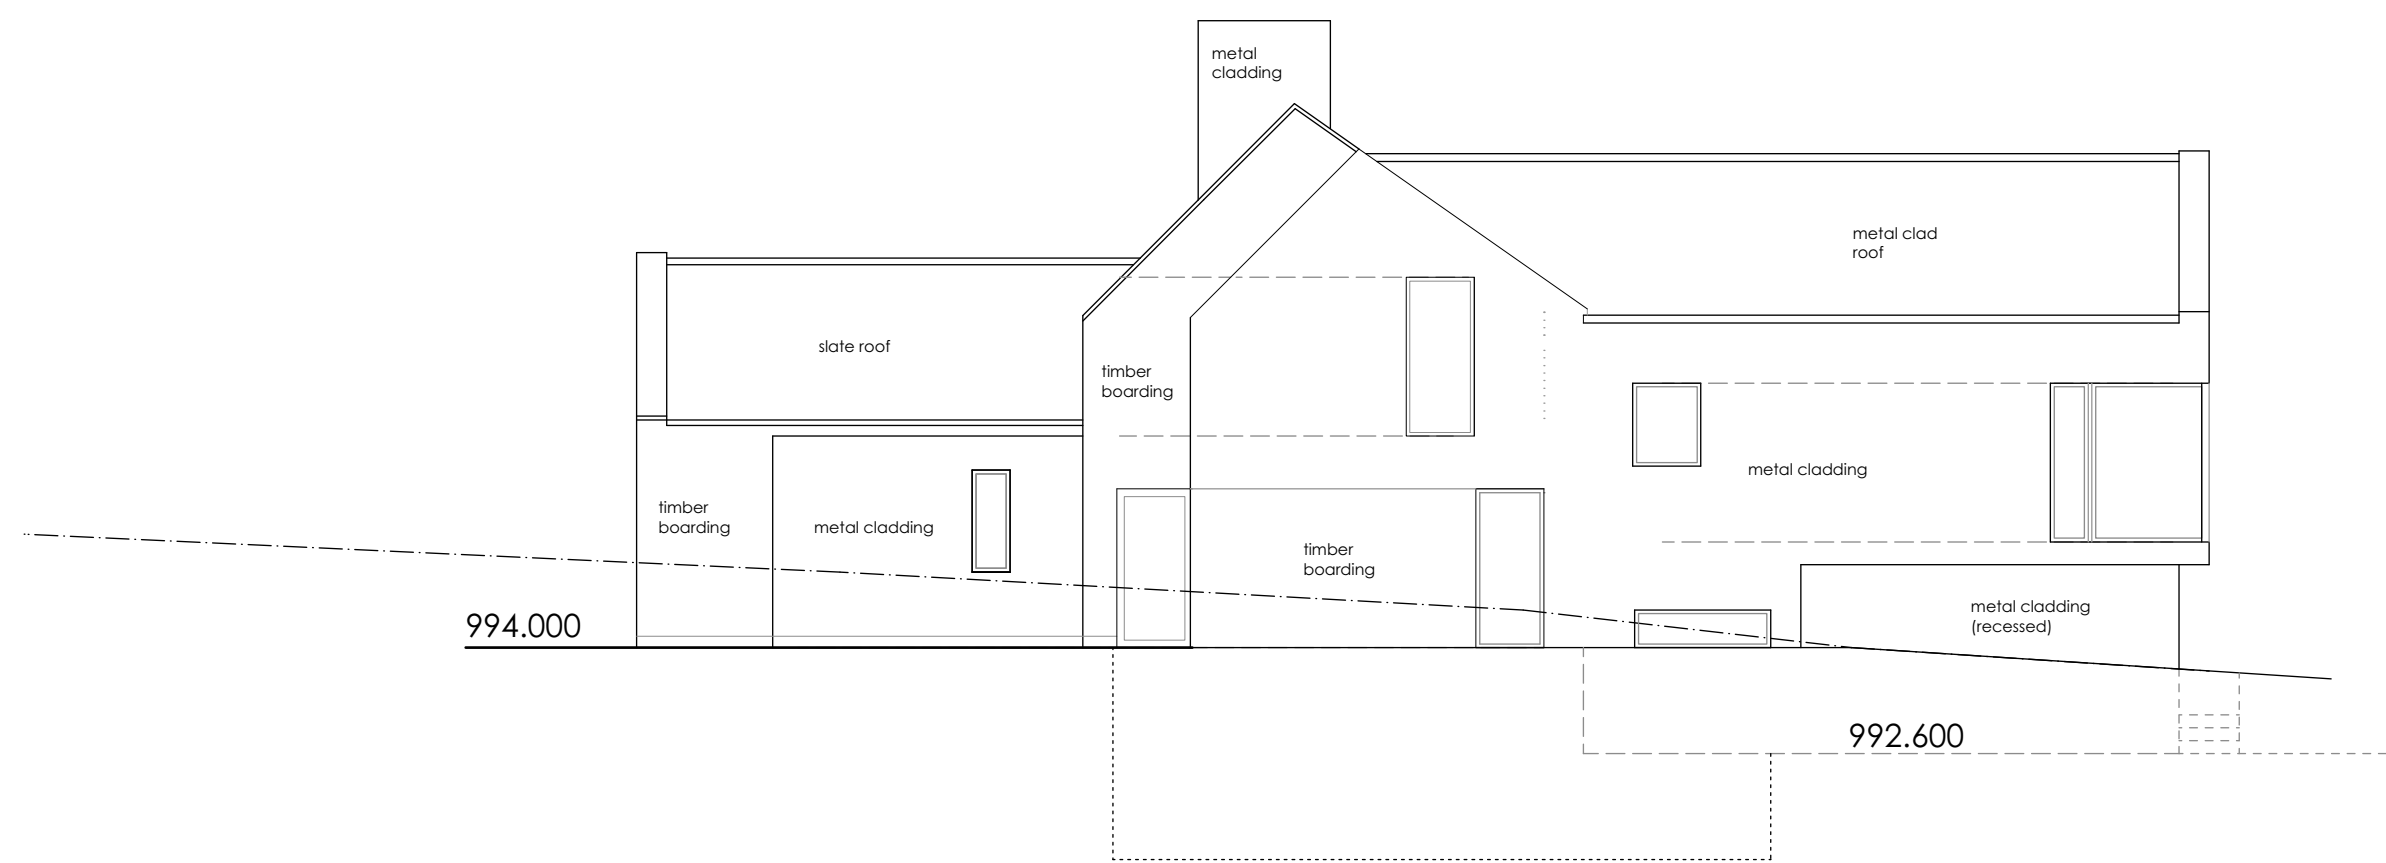 metal
cladding
metal clad
roof
slate roof
timber
boarding
metal cladding
timber
boarding
metal cladding
timber
boarding
metal cladding
(recessed)
994.000
992.600